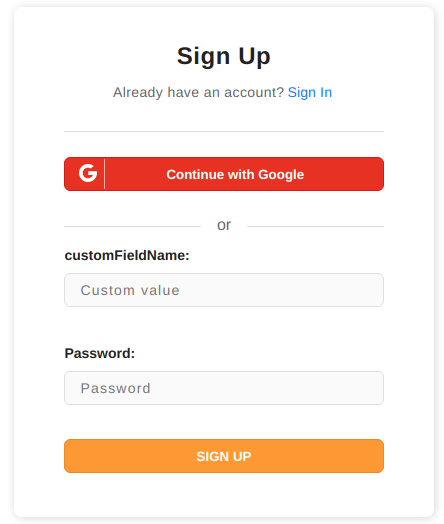 Sign Up
Already have an account? Sign In
Continue with Google
or
customFieldName:
Custom value
Password:
Password
SIGN UP